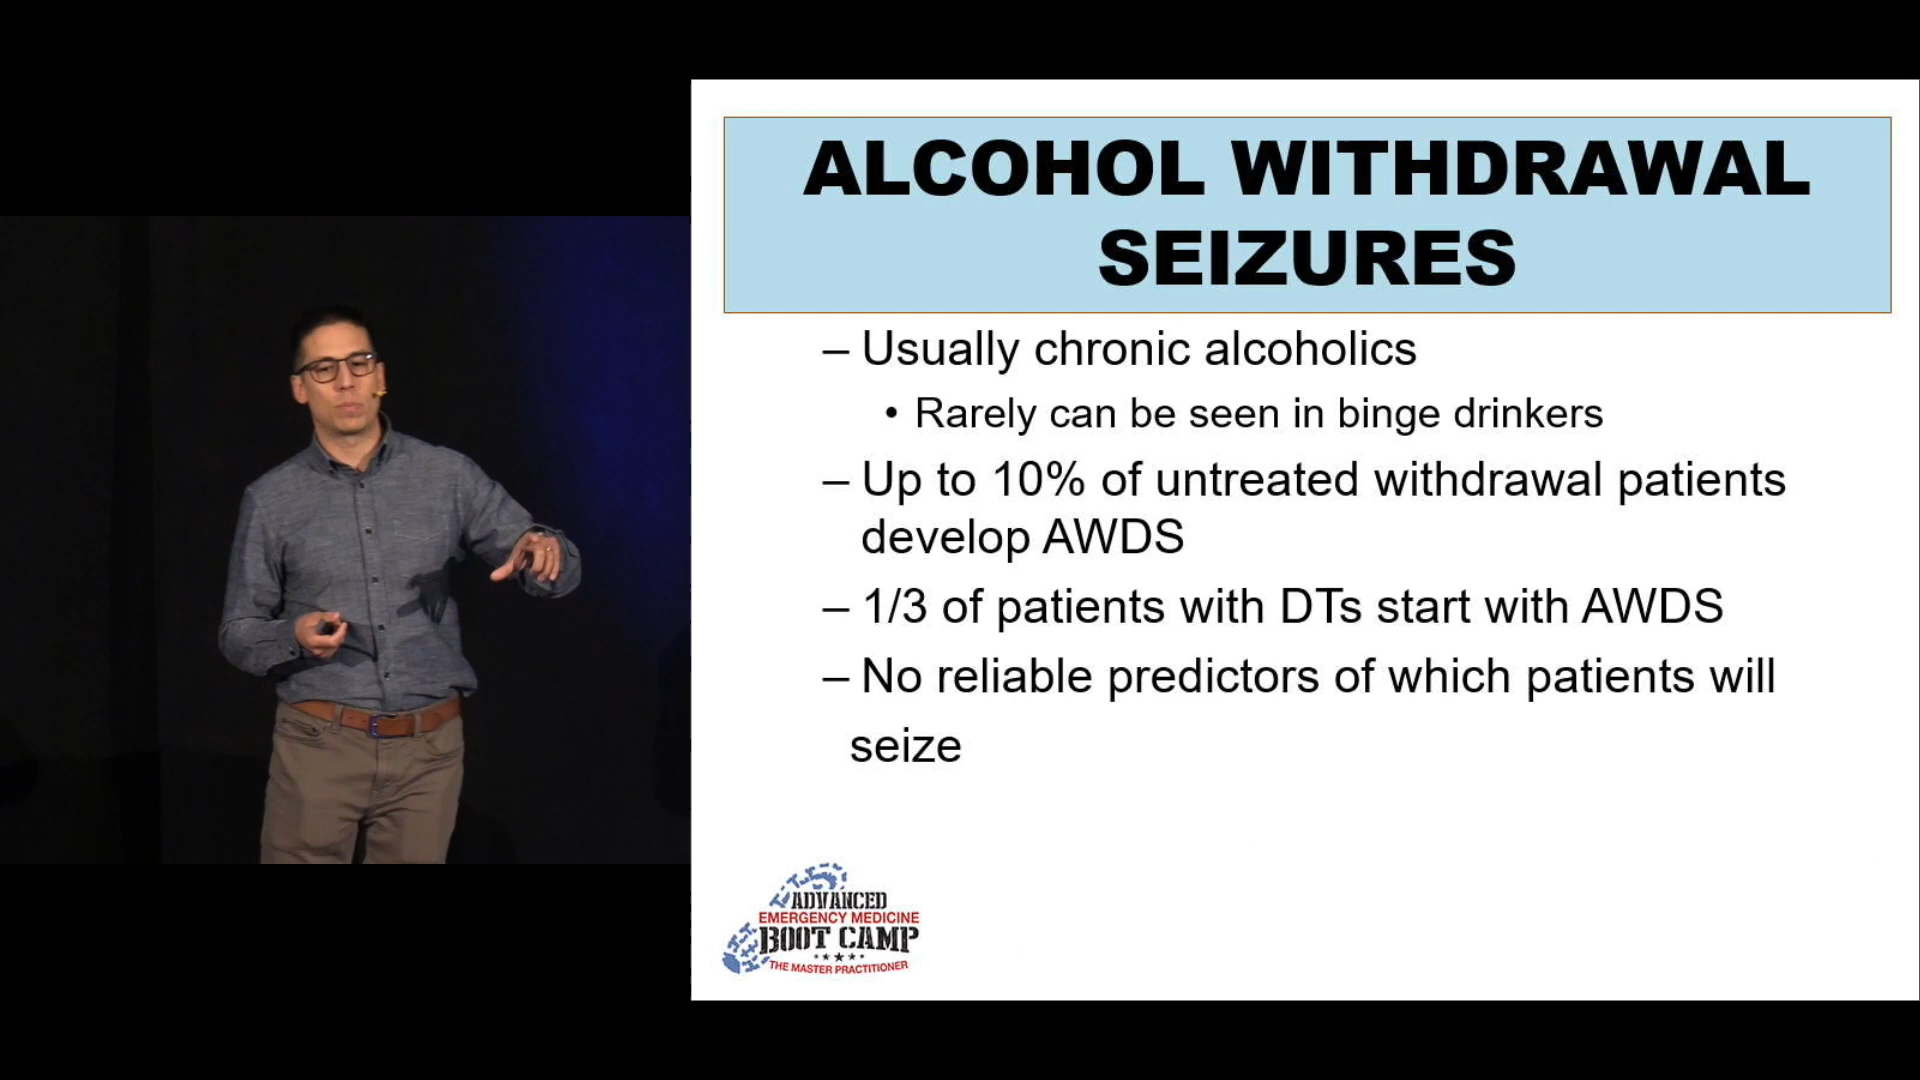 ALCOHOL WITHDRAWAL
SEIZURES
– Usually chronic alcoholics
• Rarely can be seen in binge drinkers
– Up to 10% of untreated withdrawal patients
develop AWDS
– 1/3 of patients with DTs start with AWDS
– No reliable predictors of which patients will
seize
ADVANCED
EMERGENCY MEDICINE
BOOT CAMP
THE MASTER PRACTITIONER